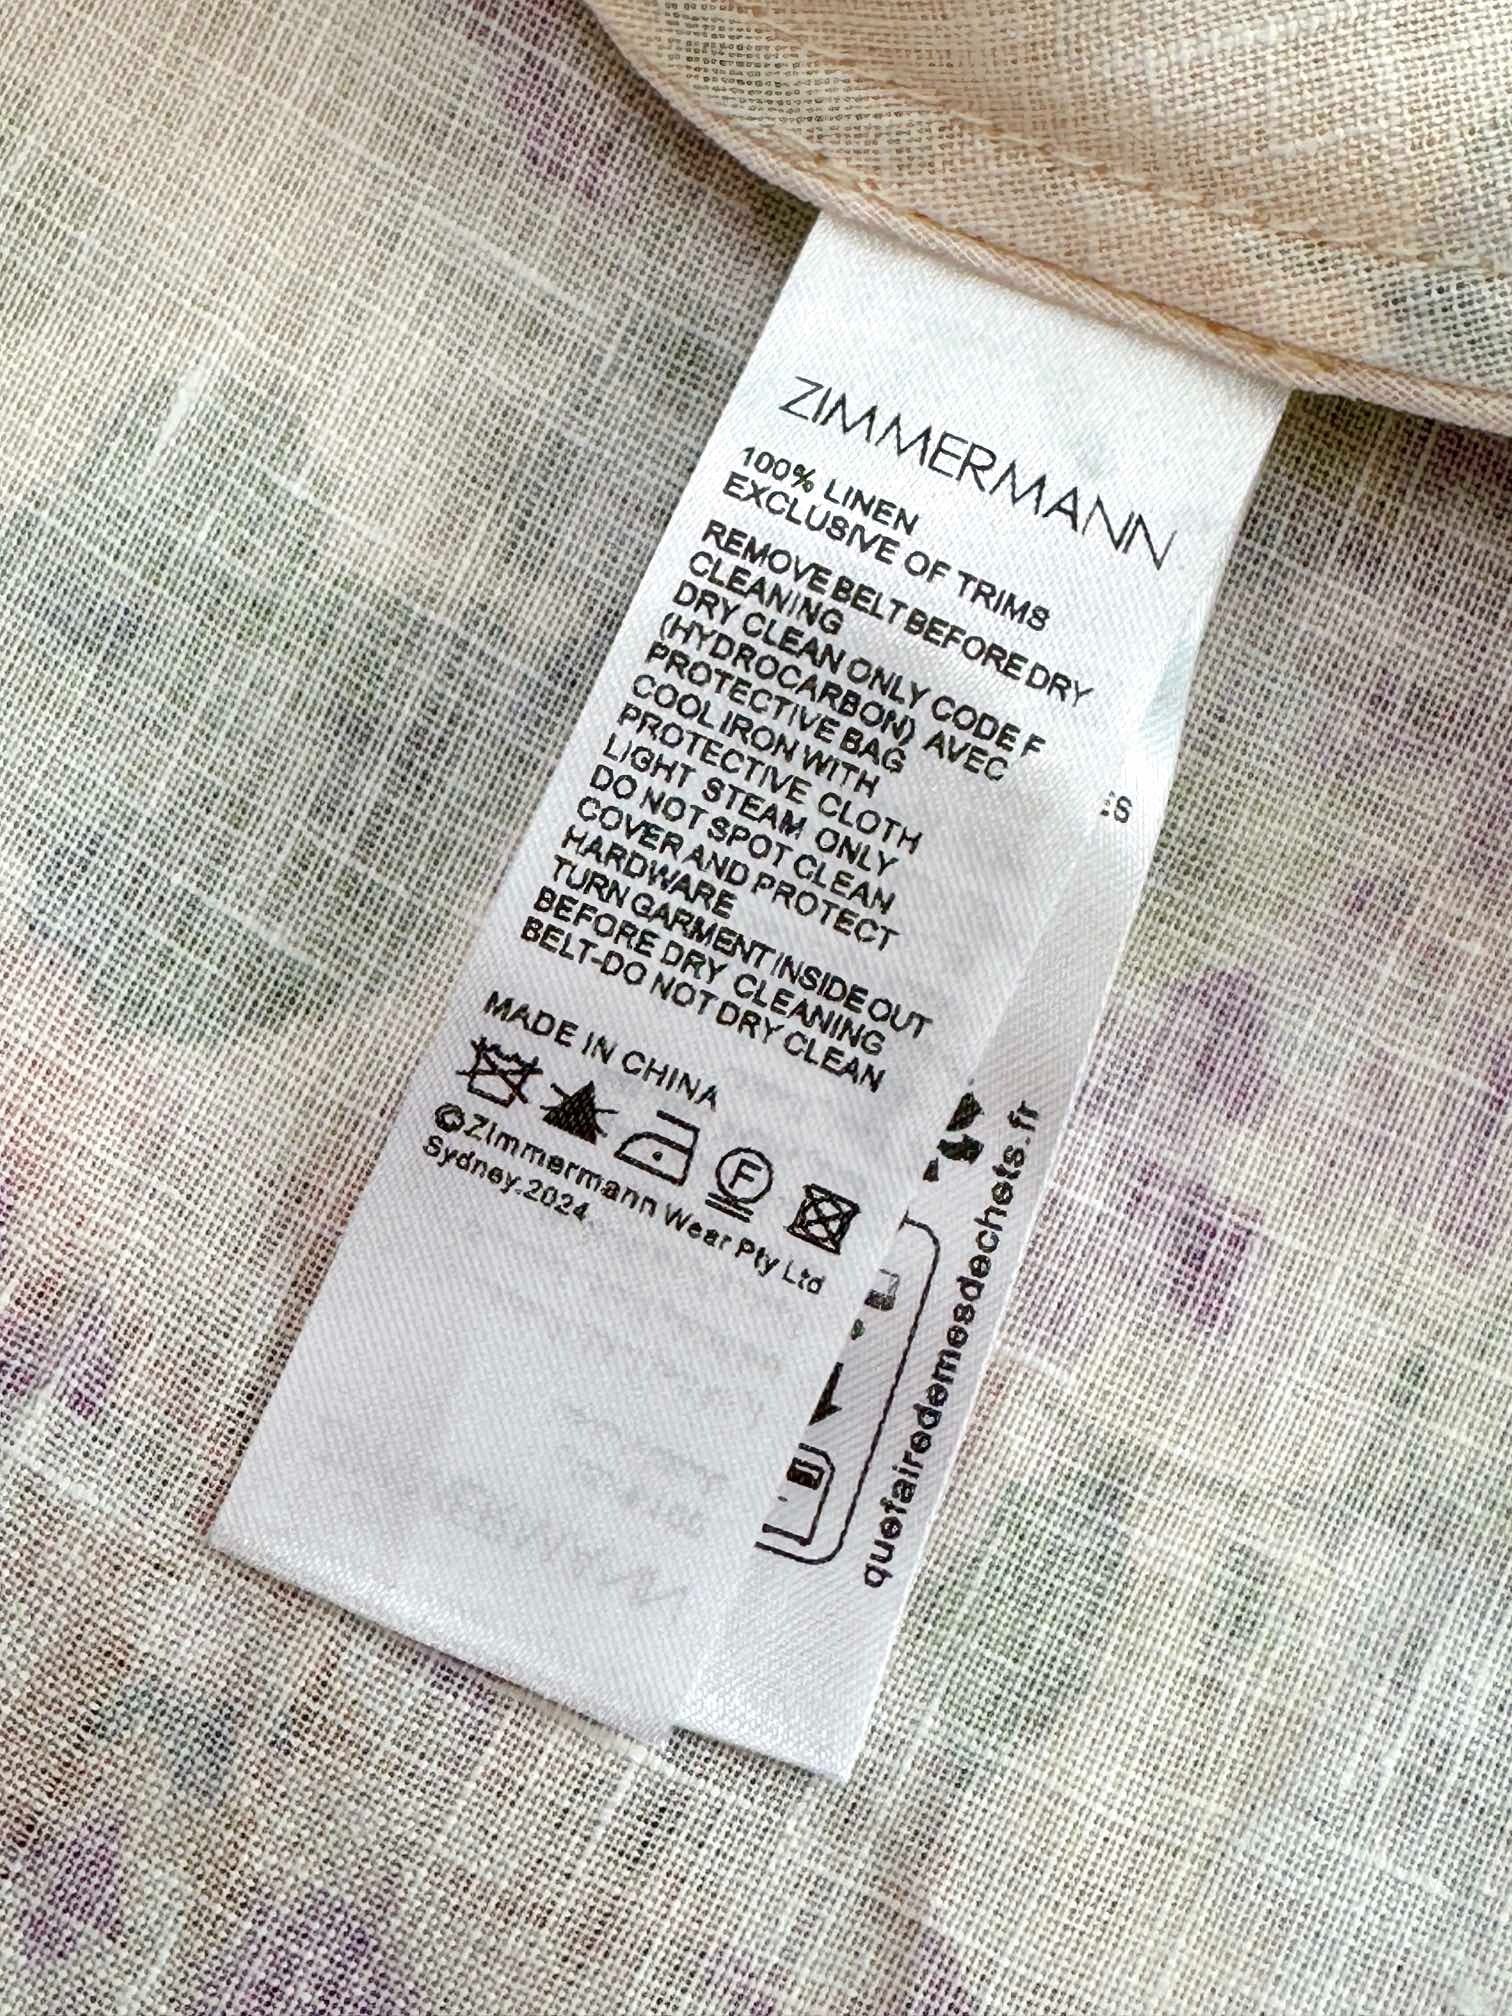 ZIMMERMANN
100% LINEN
EXCLUSIVE OF TRIMS
REMOVE BELT BEFORE DRY
CLEANING
DRY CLEAN ONLY CODE F
(HYDROCARBON) AVEC
PROTECTIVE BAG
COOL IRON WITH
PROTECTIVE CLOTH
LIGHT STEAM ONLY
DO NOT SPOT CLEAN
COVER AND PROTECT
HARDWARE
TURN GARMENT INSIDE OUT
BEFORE DRY CLEANING
BELT-DO NOT DRY CLEAN
MADE IN CHINA
F
©Zimmermann Wear Pty Ltd
Sydney.2024
quefairedemesdechets.fr